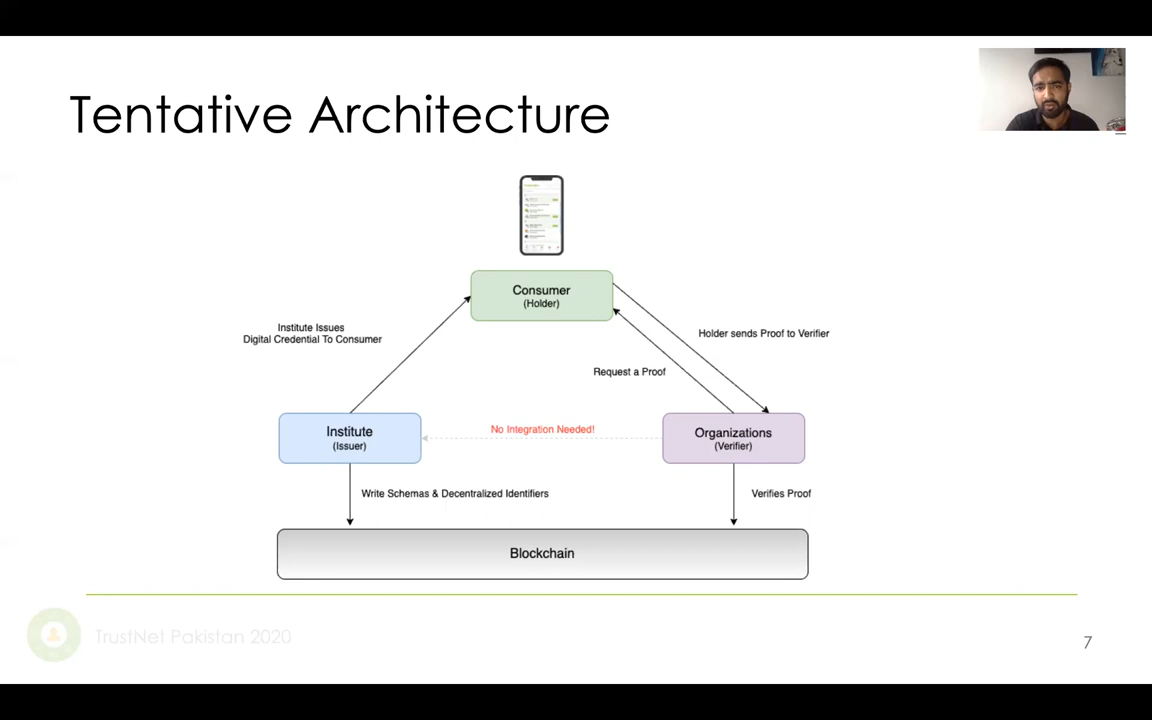 Tentative Architecture
Consumer
(Holder)
Institute Issues
Digital Credential To Consumer
Holder sends Proof to Verifier
Request a Proof
Institute
(Issuer)
No Integration Needed!
Organizations
(Verifier)
Write Schemas & Decentralized Identifiers
Verifies Proof
Blockchain
TrustNet Pakistan 2020
7